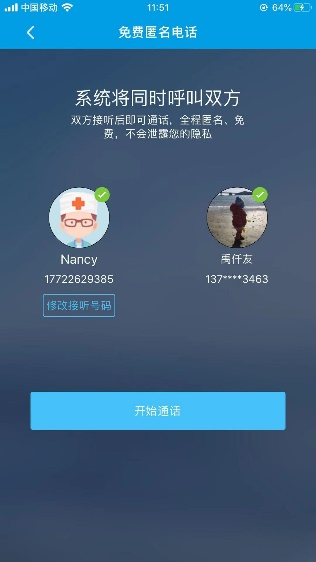 中国移动 11:51 64%
免费匿名电话
系统将同时呼叫双方
双方接听后即可通话，全程匿名、免
费，不会泄露您的隐私
Nancy 禹仟友
17722629385 137****3463
修改接听号码
开始通话